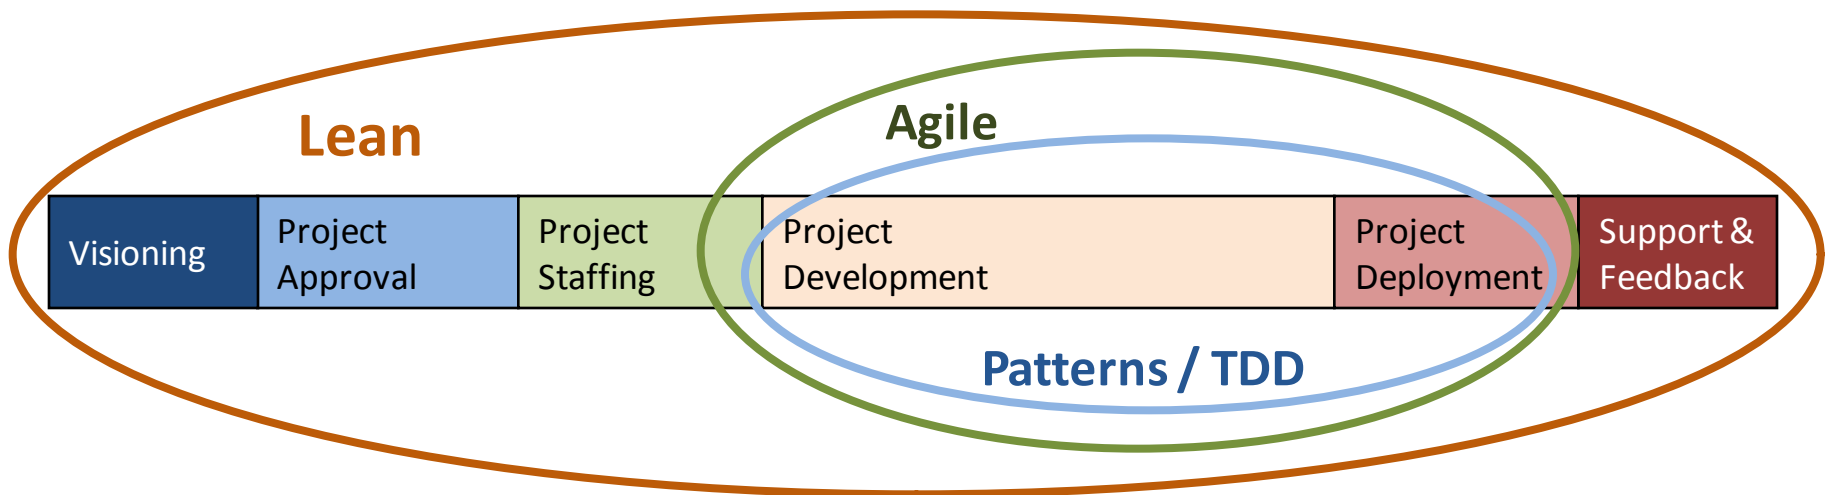 Lean
Agile
Visioning
Project
Approval
Project
Staffing
Project
Development
Project
Deployment
Support &
Feedback
Patterns / TDD